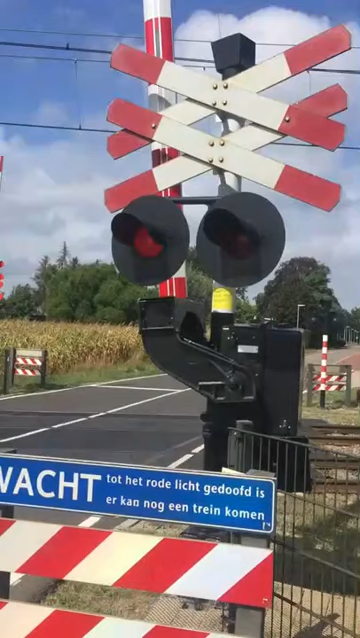 WACHT tot het rode licht gedoofd is
er kan nog een trein komen